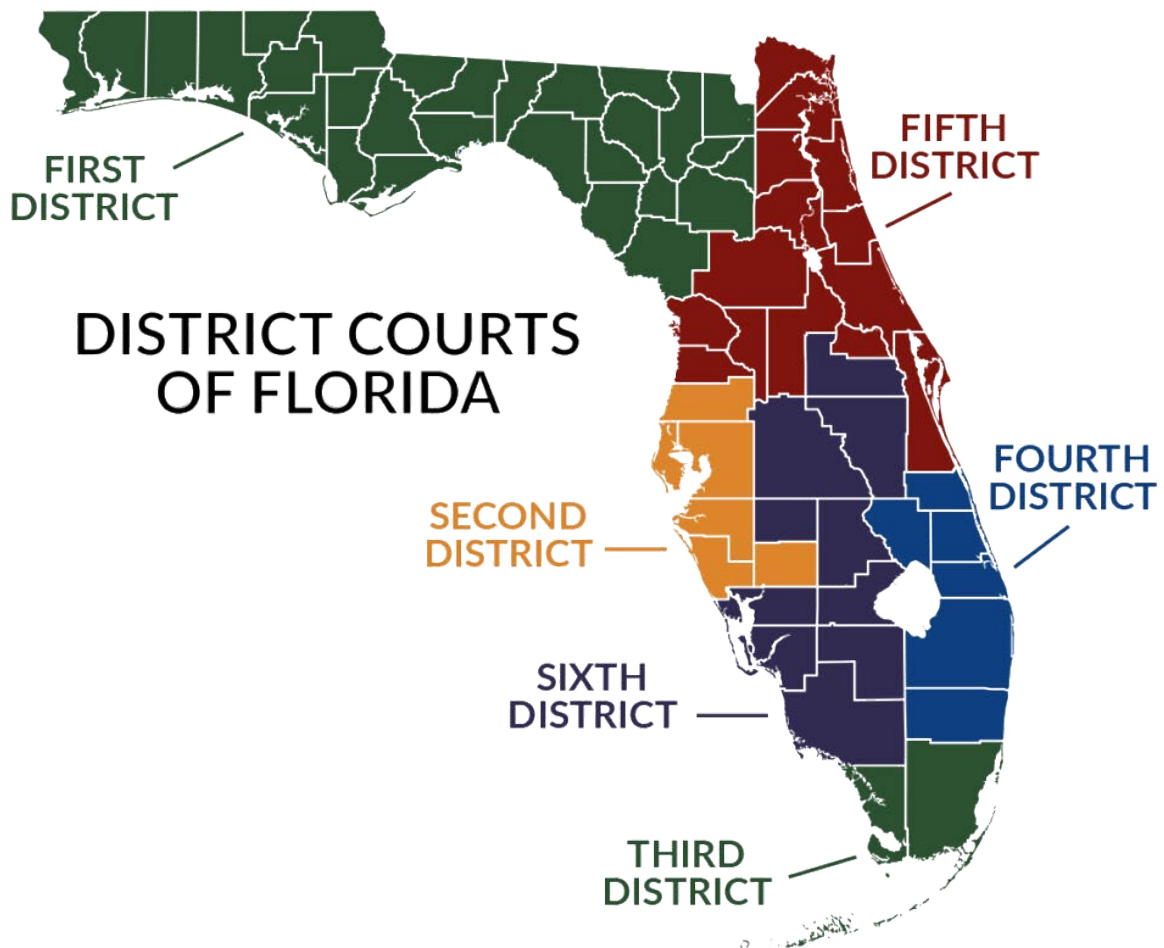 FIRST
DISTRICT
FIFTH
DISTRICT
DISTRICT COURTS
OF FLORIDA
FOURTH
DISTRICT
SECOND
DISTRICT
SIXTH
DISTRICT
THIRD
DISTRICT